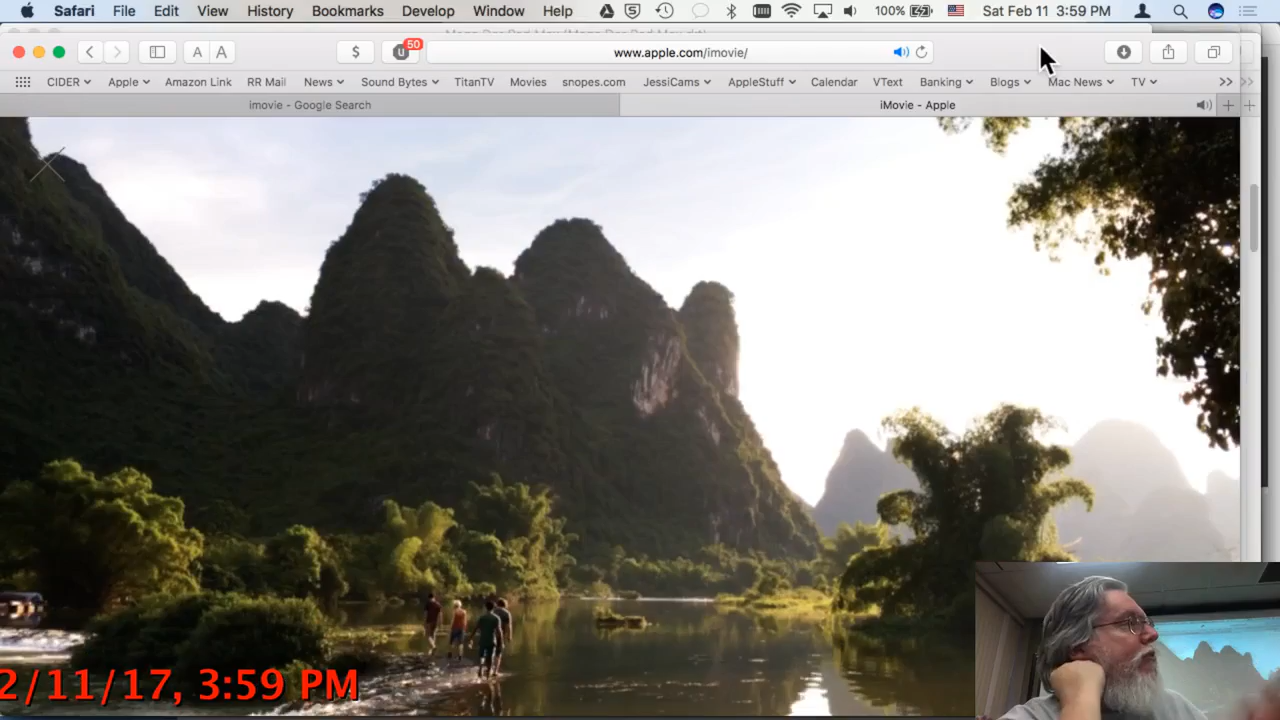 Safari File Edit View History Bookmarks Develop Window Help 5 100% Sat Feb 11 3:59 PM
A A $ u 50 www.apple.com/imovie/
CIDER Apple Amazon Link RR Mail News Sound Bytes TitanTV Movies snopes.com JessiCams AppleStuff Calendar VText Banking Blogs Mac News TV >> >>
imovie - Google Search iMovie - Apple + +
2/11/17, 3:59 PM